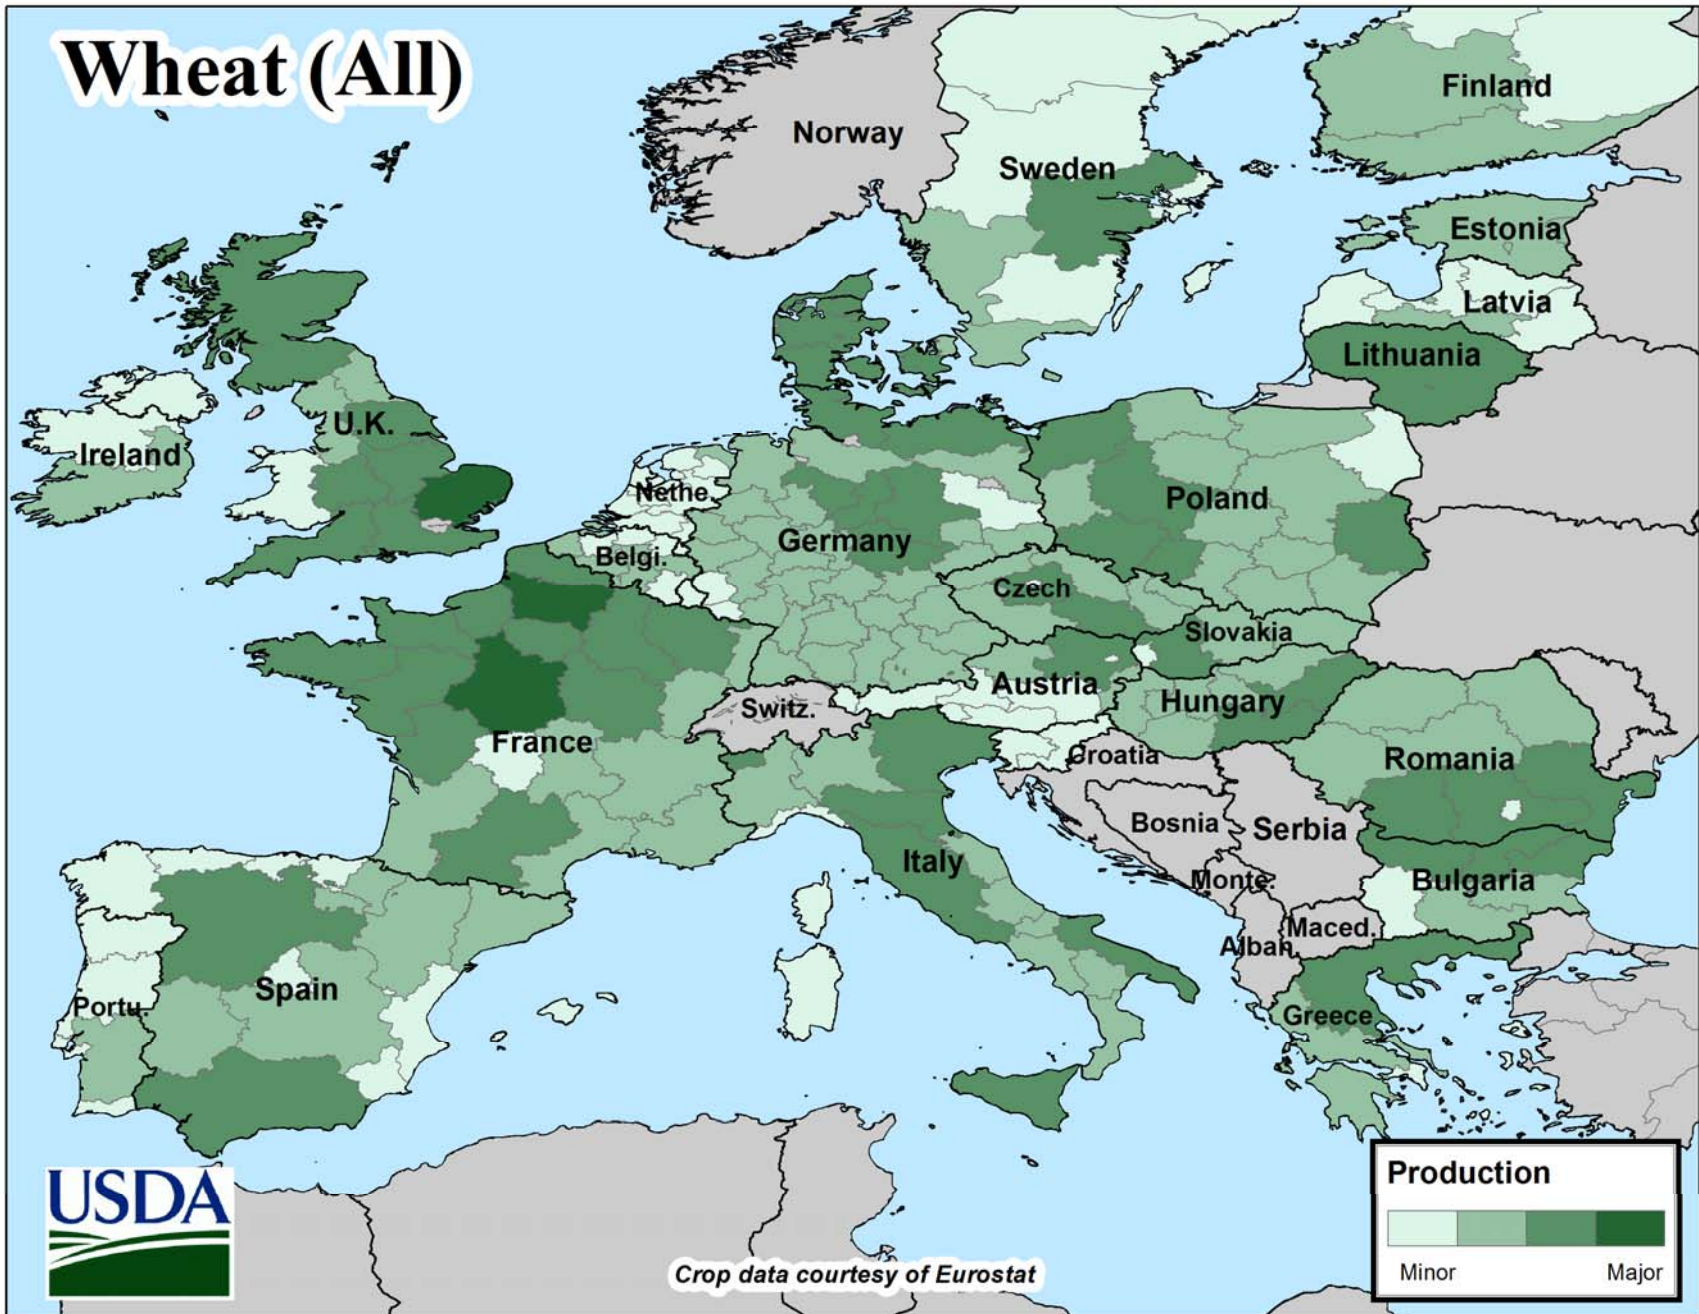 Wheat (All)
Norway
Finland
Sweden
Estonia
Latvia
Lithuania
U.K.
Ireland
Nethe.
Poland
Germany
Belgi.
Czech
Slovakia
Austria
Hungary
Switz.
France
Croatia
Romania
Bosnia
Serbia
Italy
Monte.
Bulgaria
Maced.
Alban.
Spain
Portu.
Greece
Production
Minor
Major
USDA
Crop data courtesy of Eurostat